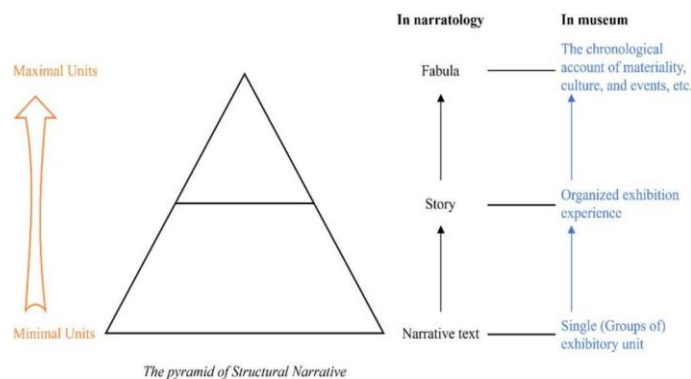 In narratology
In museum
Maximal Units
Fabula
The chronological
account of materiality,
culture, and events, etc.
Story
Organized exhibition
experience
Minimal Units
Narrative text
Single (Groups of)
exhibitory unit
The pyramid of Structural Narrative